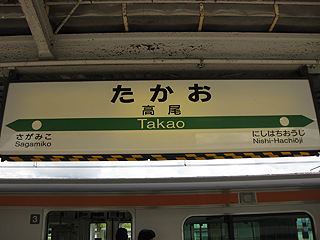 たかお
高尾
Takao
さがみこ
Sagamiko
にしはちおうじ
Nishi-Hachiōji
3